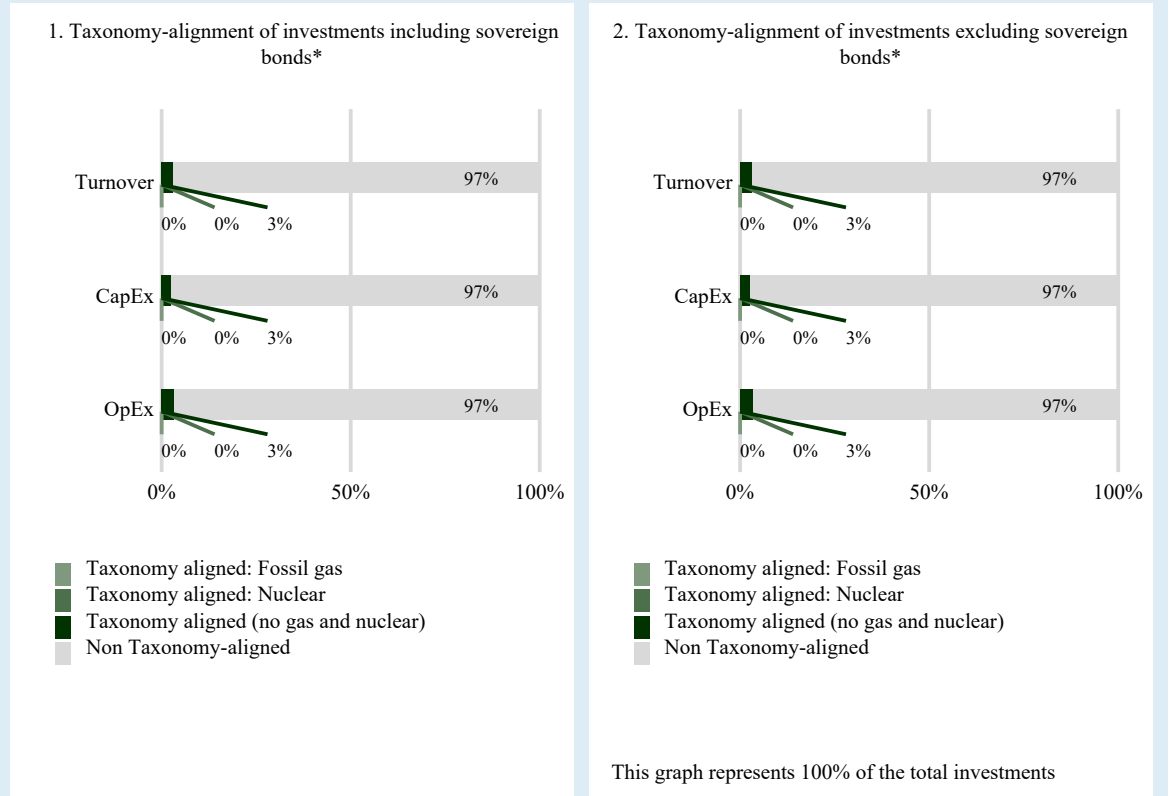 1. Taxonomy-alignment of investments including sovereign
bonds*
Turnover
97%
0% 0% 3%
CapEx
97%
0% 0% 3%
OpEx
97%
0% 0% 3%
0% 50% 100%
Taxonomy aligned: Fossil gas
Taxonomy aligned: Nuclear
Taxonomy aligned (no gas and nuclear)
Non Taxonomy-aligned
2. Taxonomy-alignment of investments excluding sovereign
bonds*
Turnover
97%
0% 0% 3%
CapEx
97%
0% 0% 3%
OpEx
97%
0% 0% 3%
0% 50% 100%
Taxonomy aligned: Fossil gas
Taxonomy aligned: Nuclear
Taxonomy aligned (no gas and nuclear)
Non Taxonomy-aligned
This graph represents 100% of the total investments